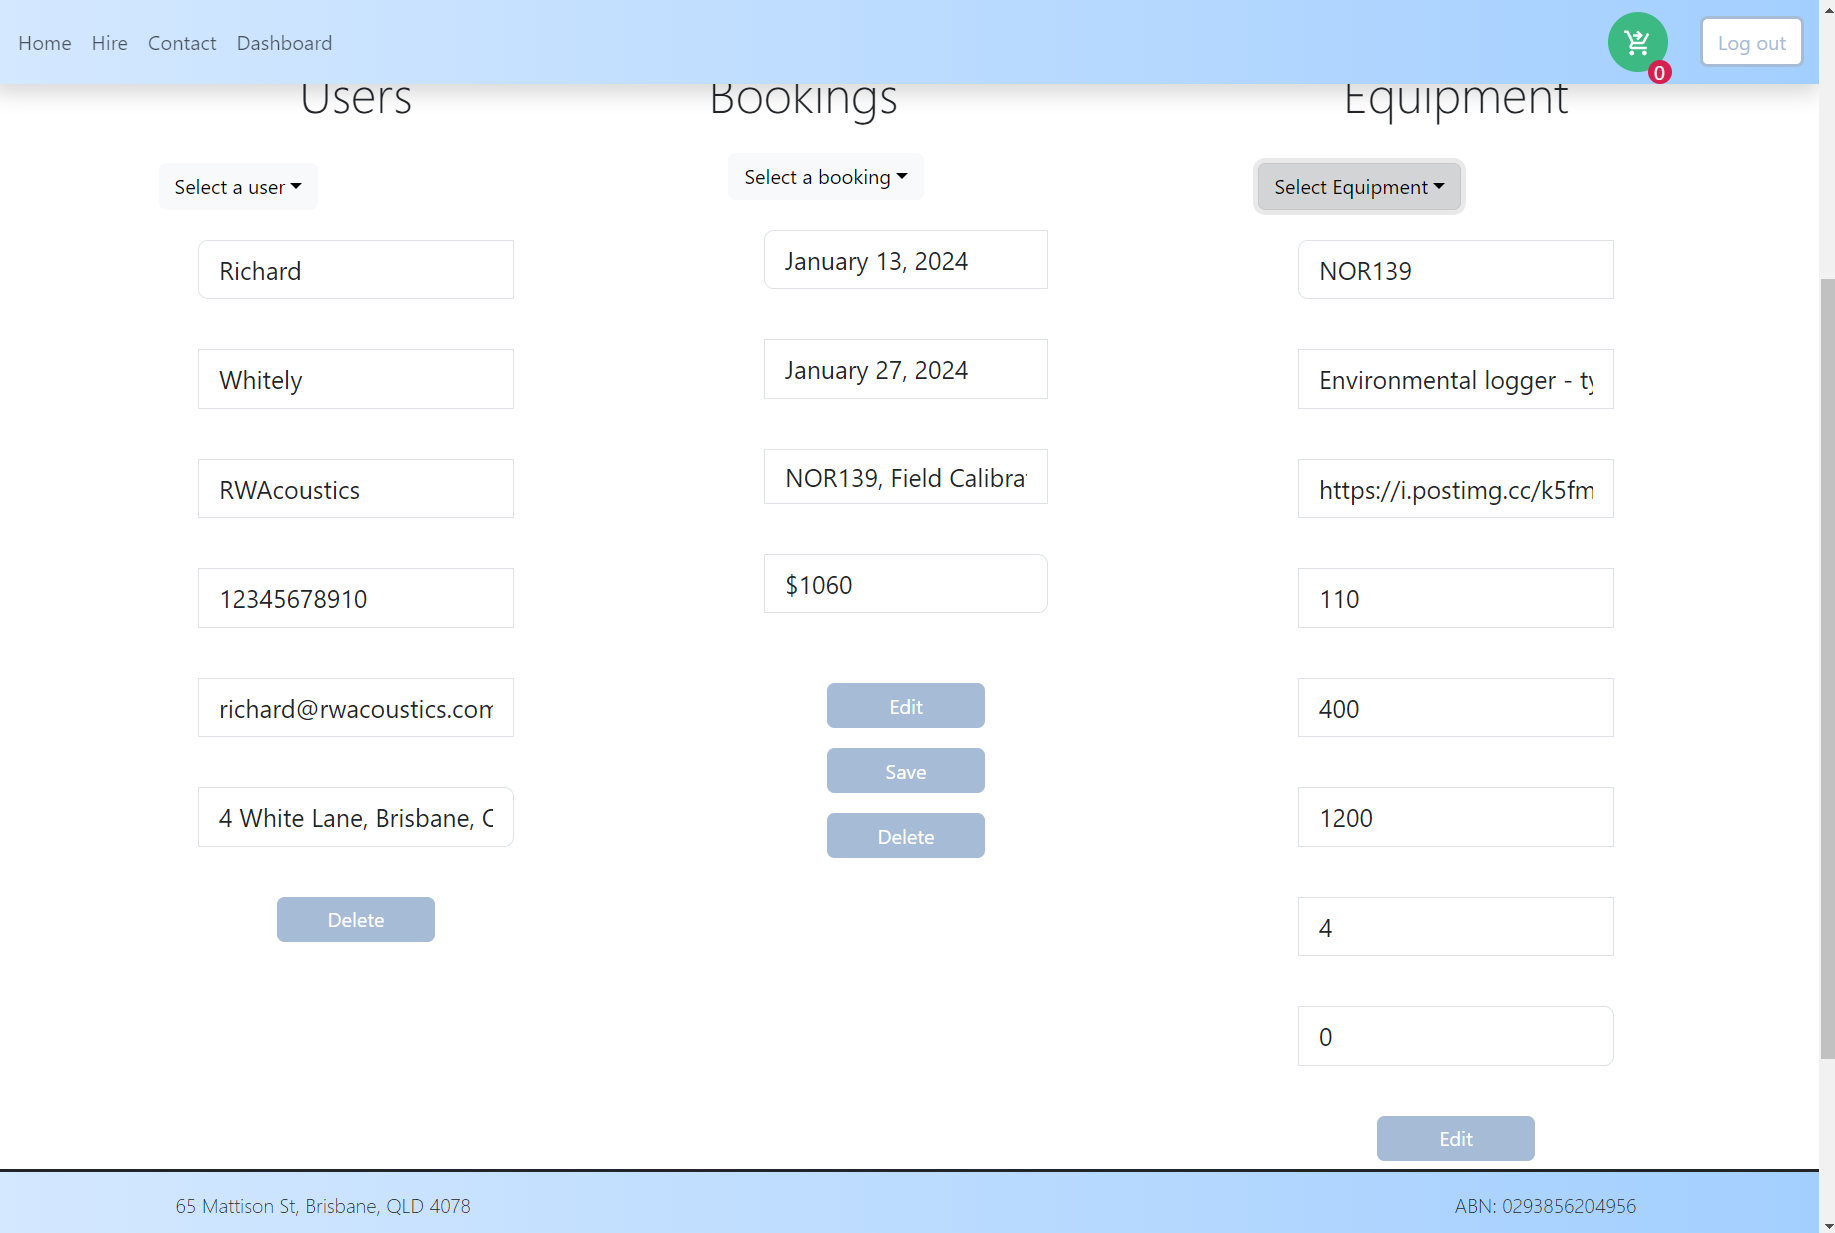 Home Hire Contact Dashboard
0
Log out
Users
Select a user
Richard
Whitely
RWAcoustics
12345678910
richard@rwacoustics.com
4 White Lane, Brisbane,
Delete
Bookings
Select a booking
January 13, 2024
January 27, 2024
NOR139, Field Calibra
$1060
Edit
Save
Delete
Equipment
Select Equipment
NOR139
Environmental logger - ty
https://i.postimg.cc/k5fm
110
400
1200
4
0
Edit
65 Mattison St, Brisbane, QLD 4078
ABN: 0293856204956